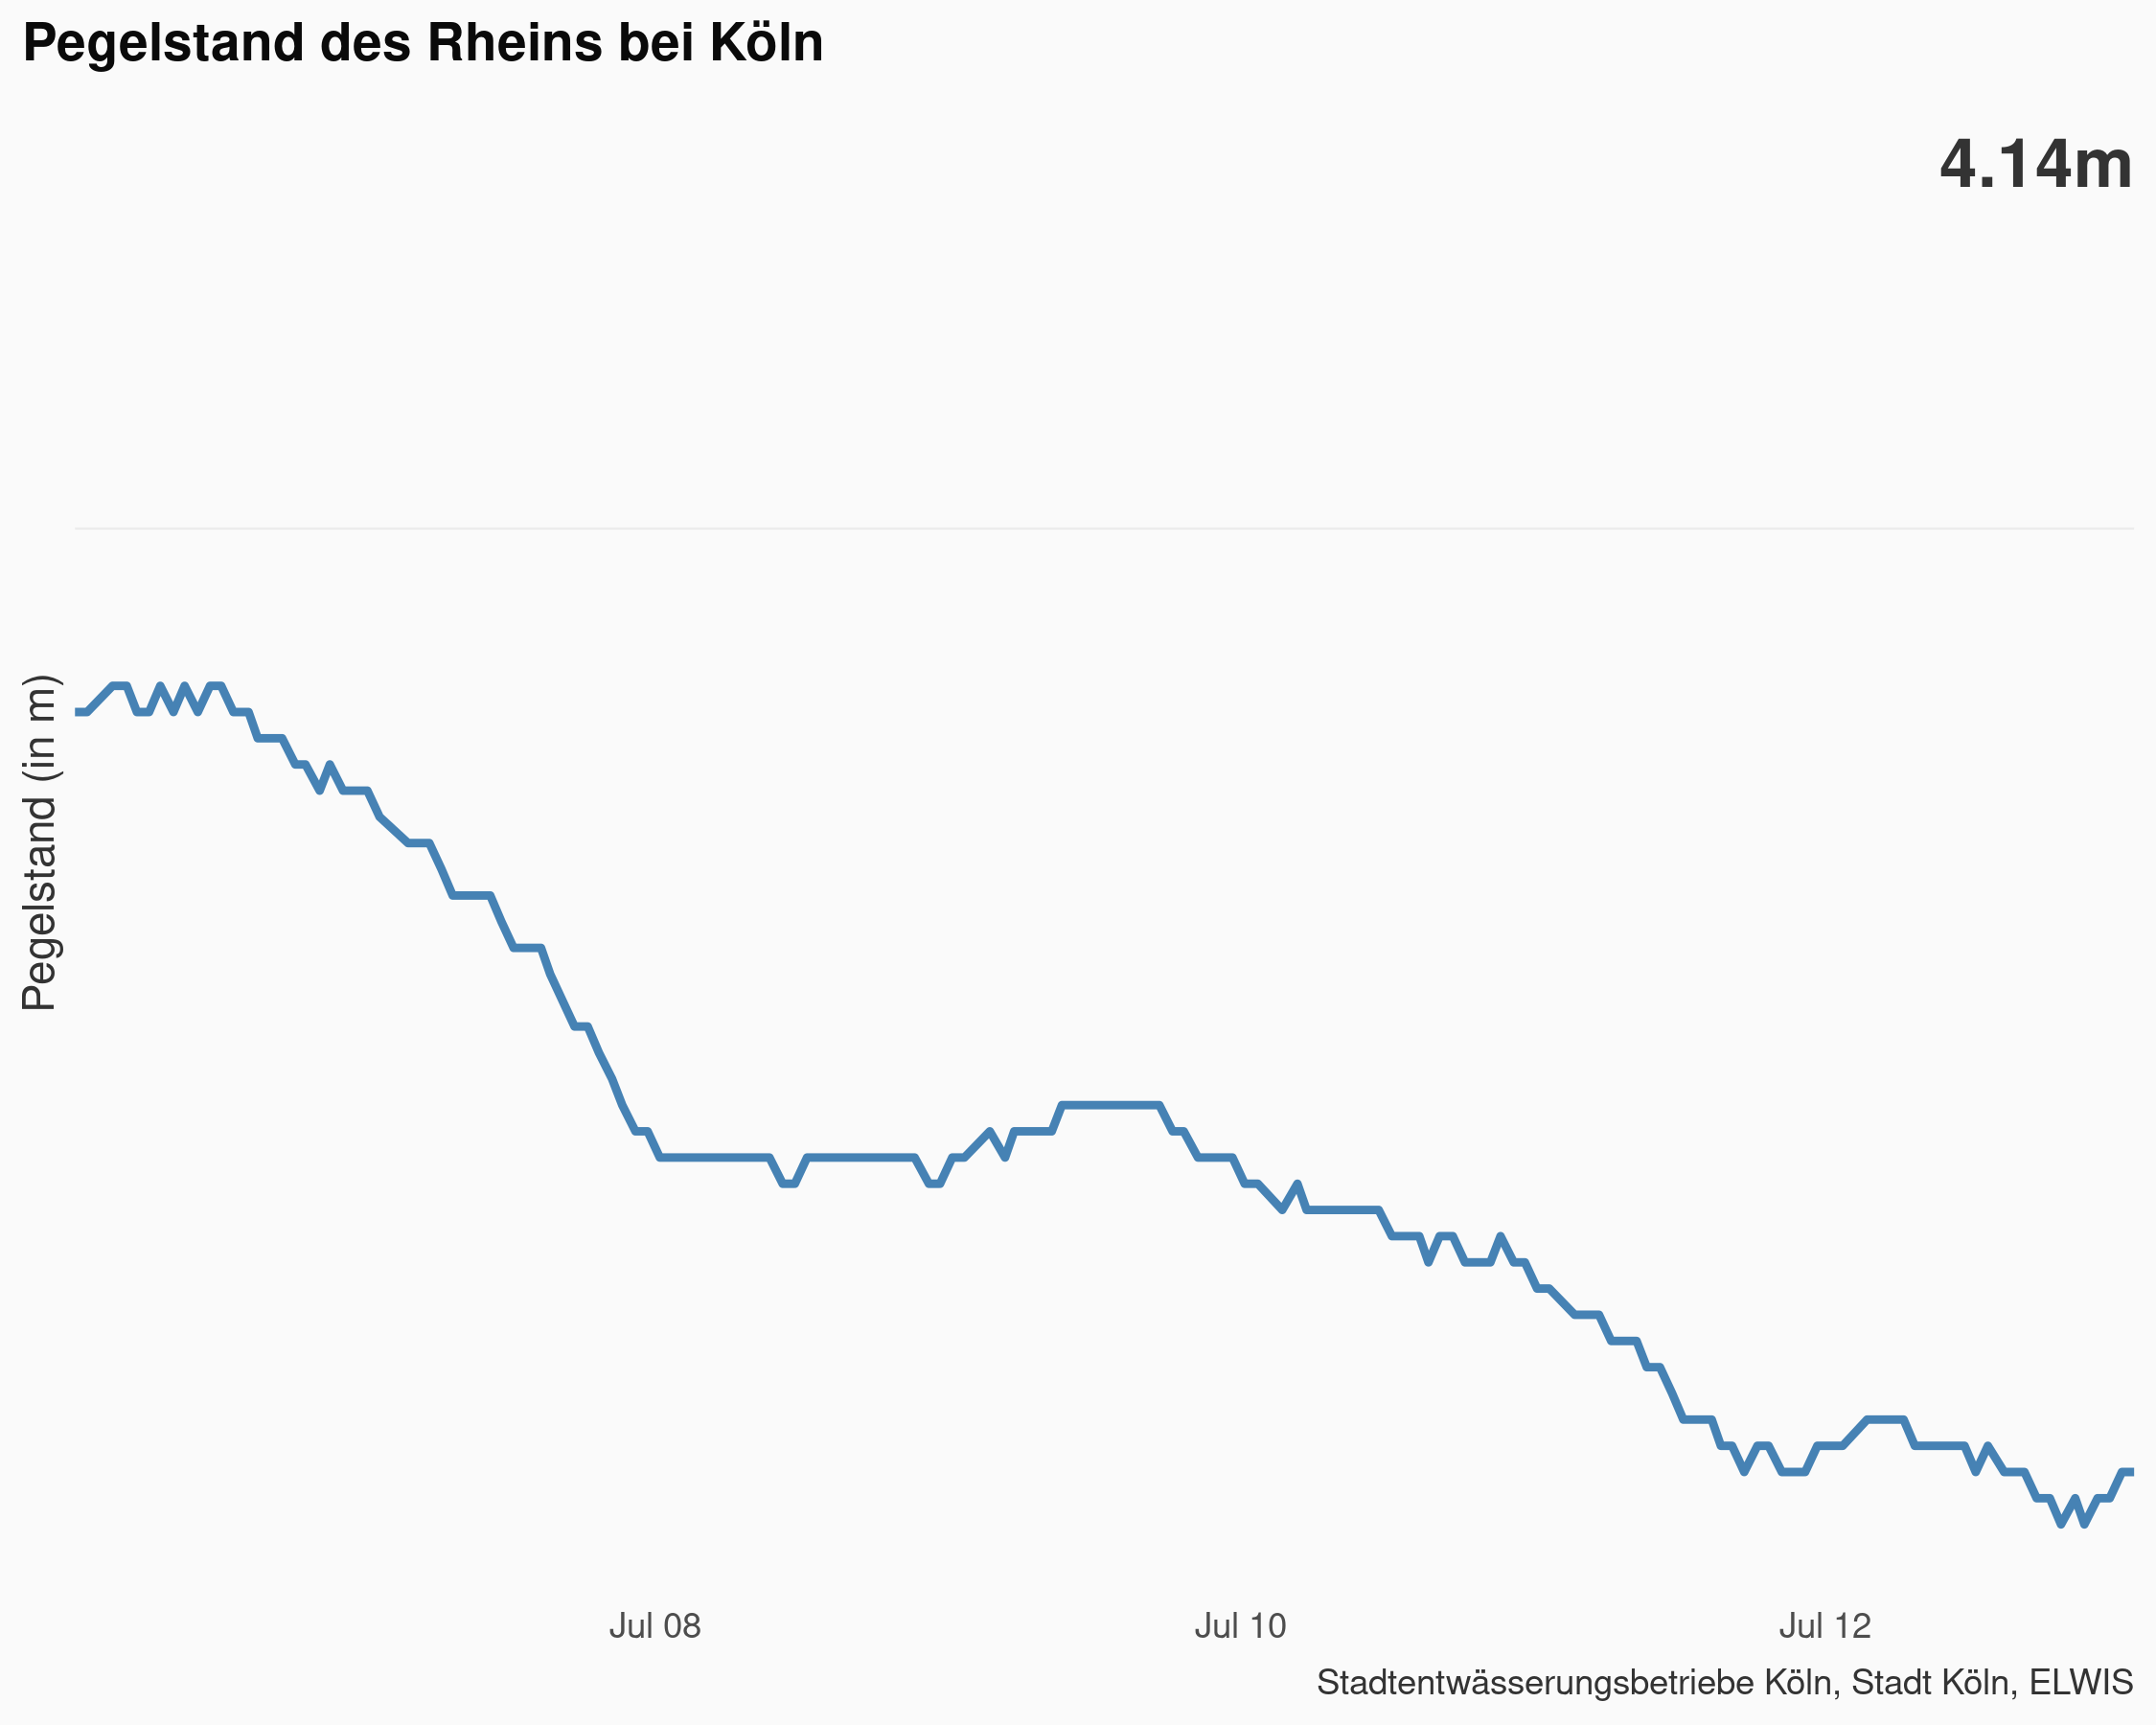 Pegelstand des Rheins bei Köln
4.14m
Pegelstand (in m)
Jul 08
Jul 10
Jul 12
Stadtentwässerungsbetriebe Köln, Stadt Köln, ELWIS